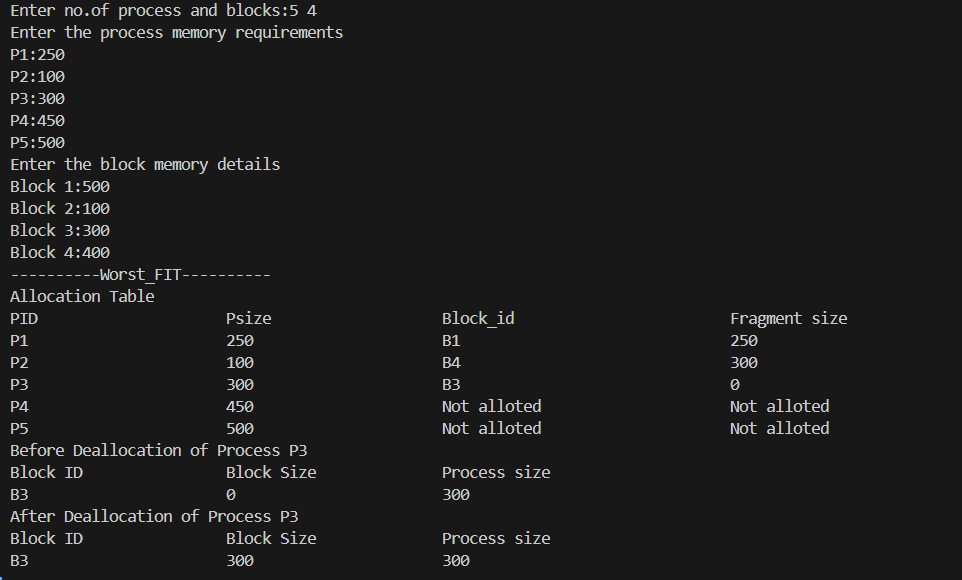 Enter no.of process and blocks:5 4
Enter the process memory requirements
P1:250
P2:100
P3:300
P4:450
P5:500
Enter the block memory details
Block 1:500
Block 2:100
Block 3:300
Block 4:400
----------Worst_FIT----------
Allocation Table
PID Psize Block_id Fragment size
P1 250 B1 250
P2 100 B4 300
P3 300 B3 0
P4 450 Not alloted Not alloted
P5 500 Not alloted Not alloted
Before Deallocation of Process P3
Block ID Block Size Process size
B3 0 300
After Deallocation of Process P3
Block ID Block Size Process size
B3 300 300